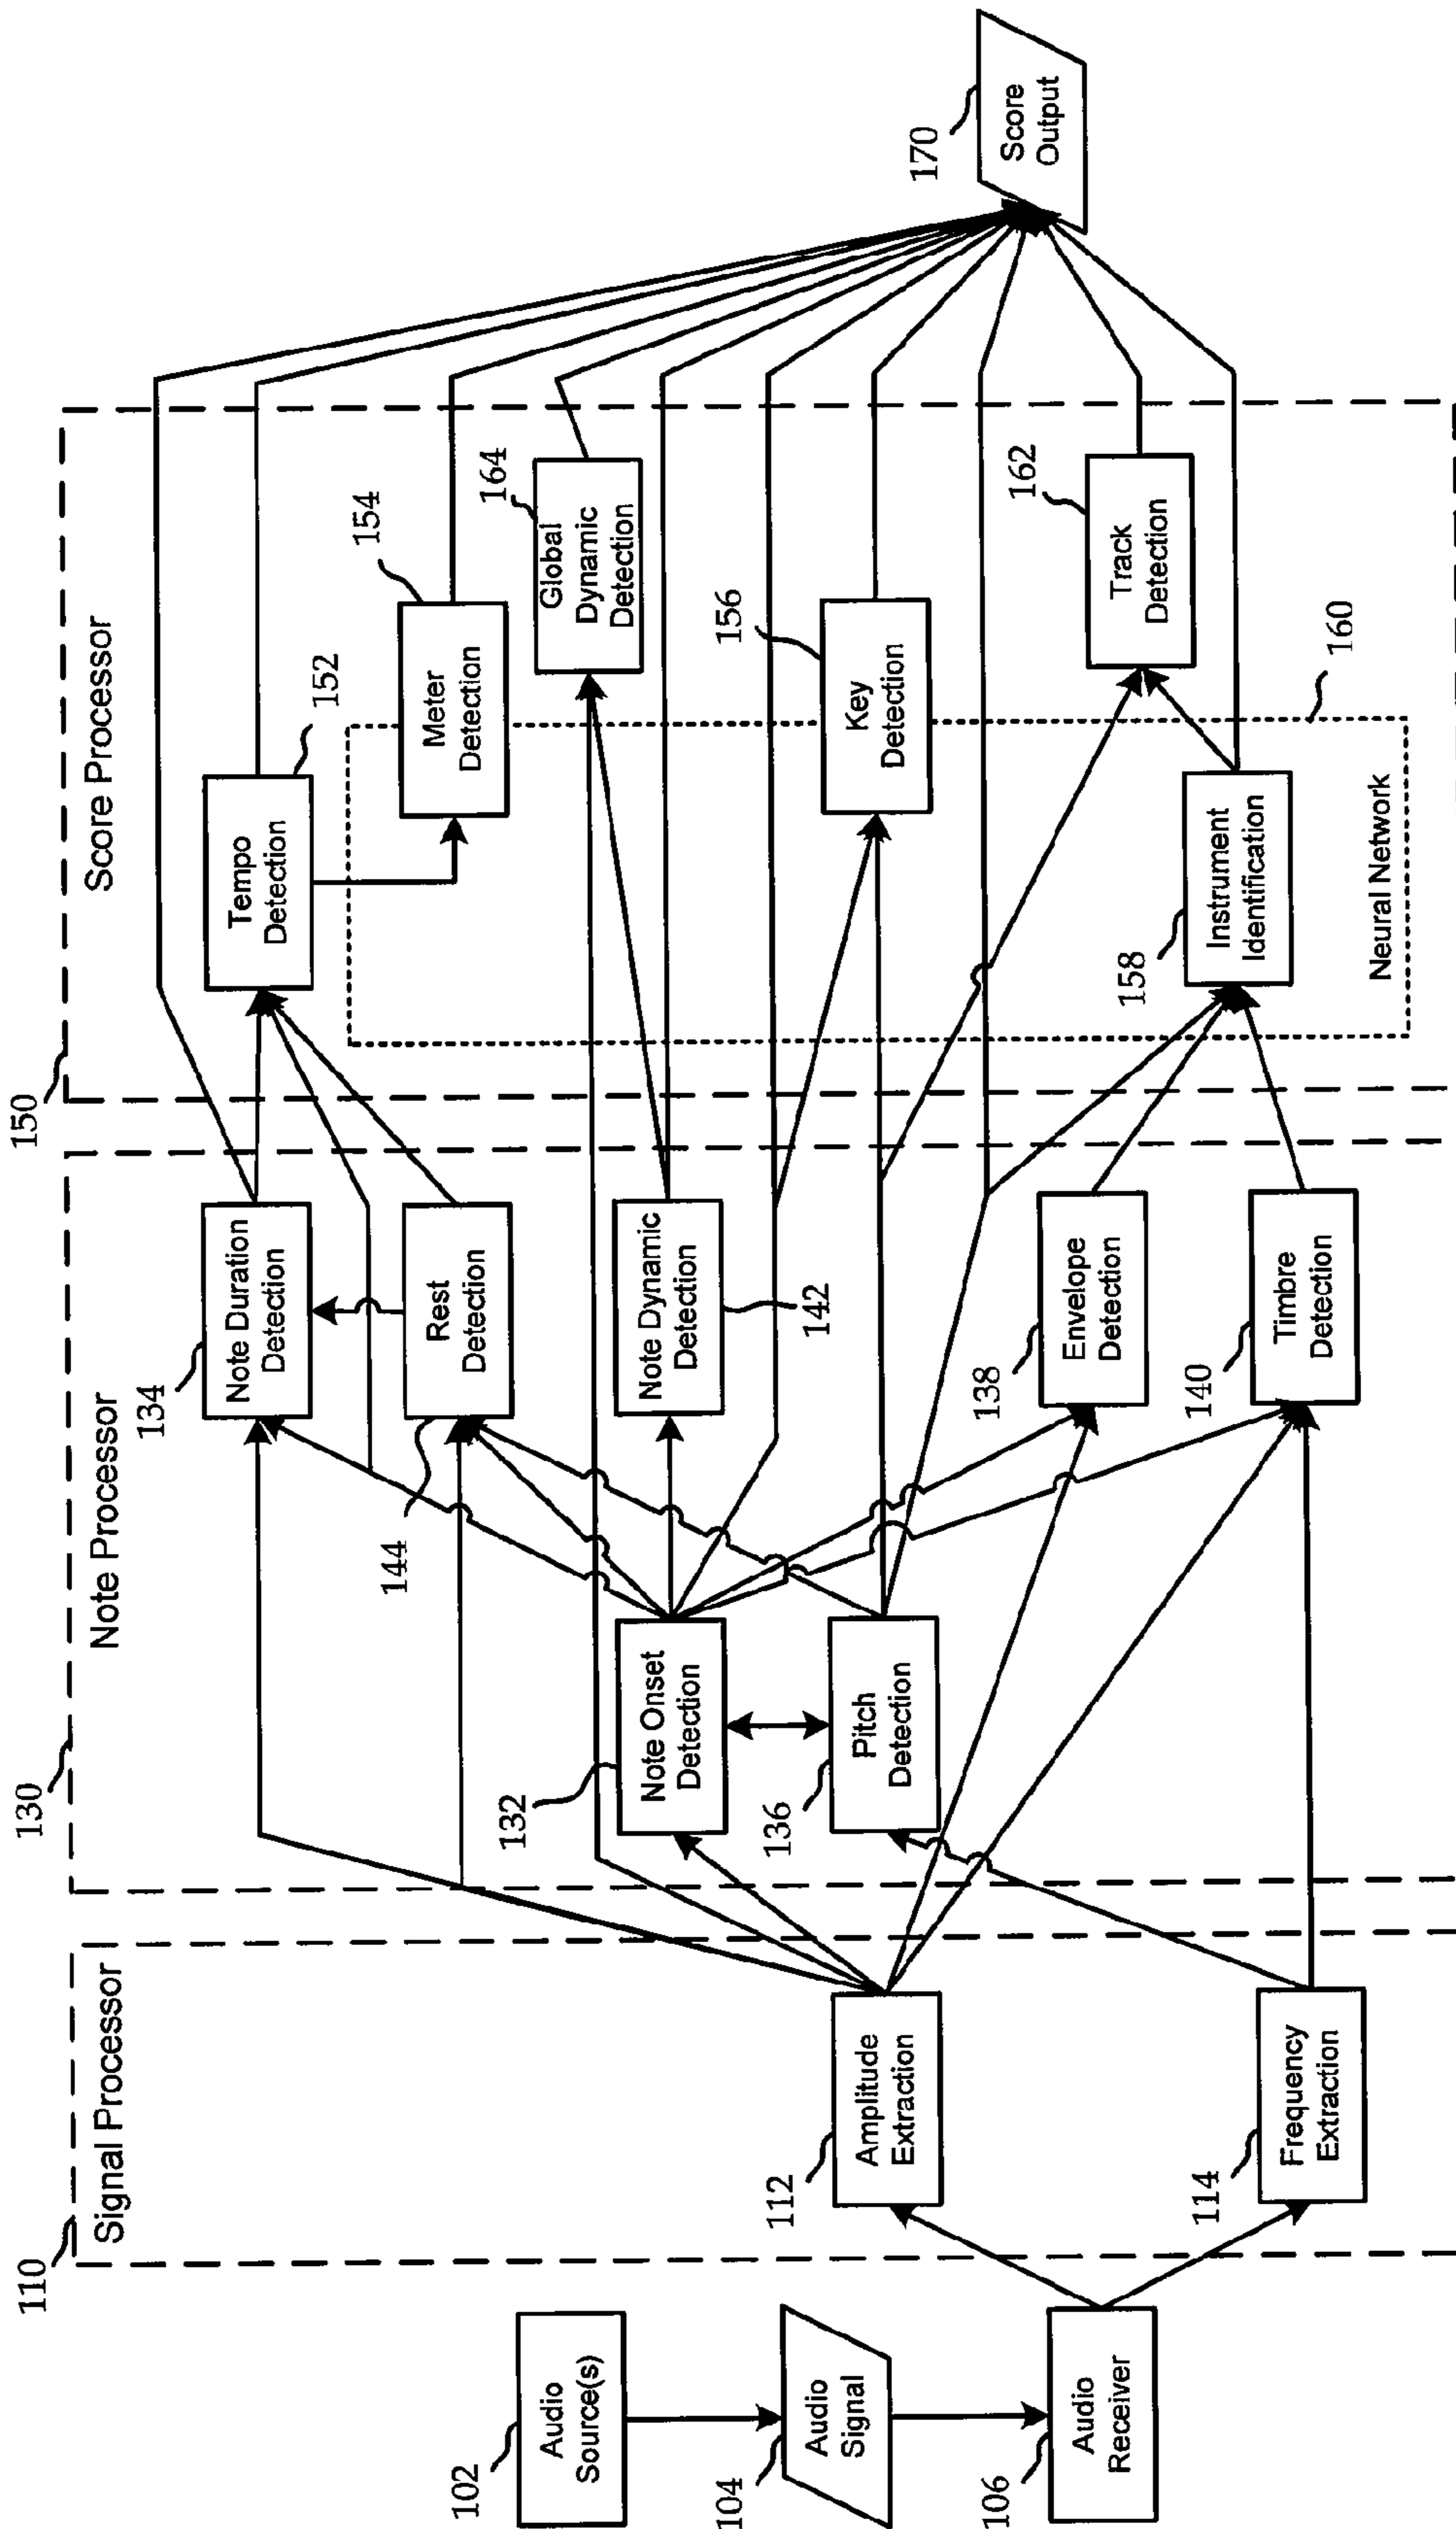 102
Audio
Source(s)
104
Audio
Signal
106
Audio
Receiver
110
Signal Processor
112
Amplitude
Extraction
114
Frequency
Extraction
130
Note Processor
132
Note Onset
Detection
136
Pitch
Detection
134
Note Duration
Detection
144
Rest
Detection
Note Dynamic
Detection
142
138
Envelope
Detection
140
Timbre
Detection
150
Score Processor
Tempo
Detection
152
Meter
Detection
154
Global
Dynamic
Detection
164
Key
Detection
156
158
Instrument
Identification
Neural Network
160
Track
Detection
162
170
Score
Output